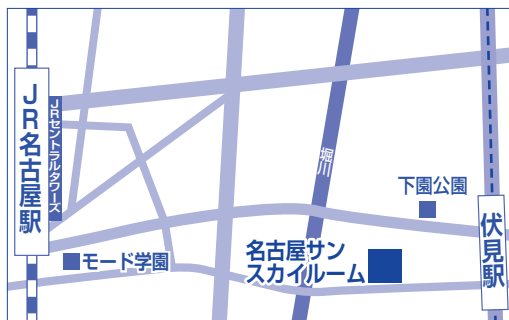 JR名古屋駅
JRセントラルタワーズ
堀川
下園公園
伏見駅
モード学園
名古屋サン
スカイルーム